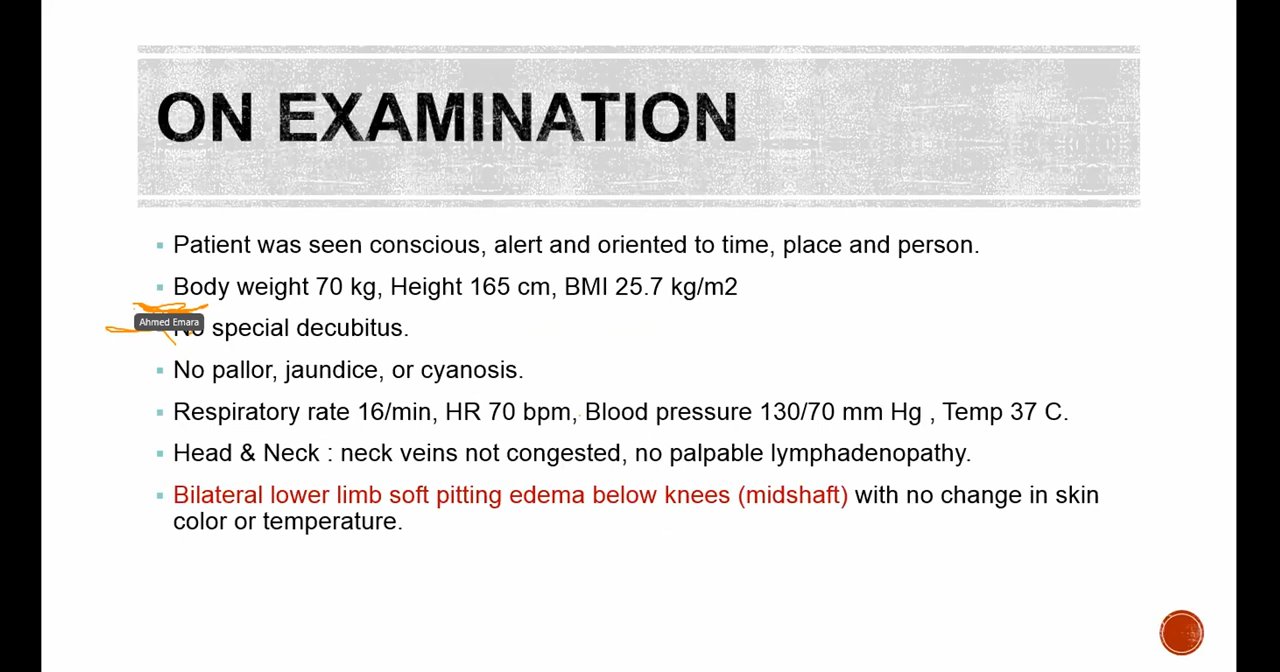 ON EXAMINATION
Patient was seen conscious, alert and oriented to time, place and person.
Body weight 70 kg, Height 165 cm, BMI 25.7 kg/m2
Ahmed Emara
No special decubitus.
No pallor, jaundice, or cyanosis.
Respiratory rate 16/min, HR 70 bpm, Blood pressure 130/70 mm Hg , Temp 37 C.
Head & Neck : neck veins not congested, no palpable lymphadenopathy.
Bilateral lower limb soft pitting edema below knees (midshaft) with no change in skin
color or temperature.